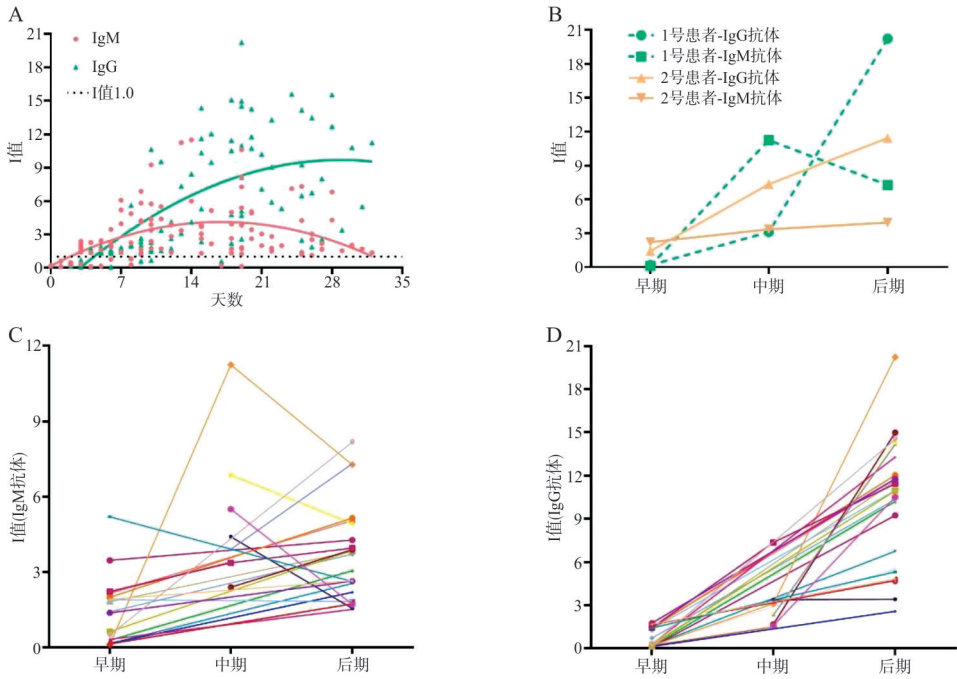 A
21
18
15
12
9
6
3
0
I值
IgM
IgG
I值1.0
0 7 14 21 28 35
天数
B
21
18
15
12
9
6
3
0
I值
1号患者-IgG抗体
1号患者-IgM抗体
2号患者-IgG抗体
2号患者-IgM抗体
早期 中期 后期
C
12
9
6
3
0
I值(IgM抗体)
早期 中期 后期
D
21
18
15
12
9
6
3
0
I值(IgG抗体)
早期 中期 后期